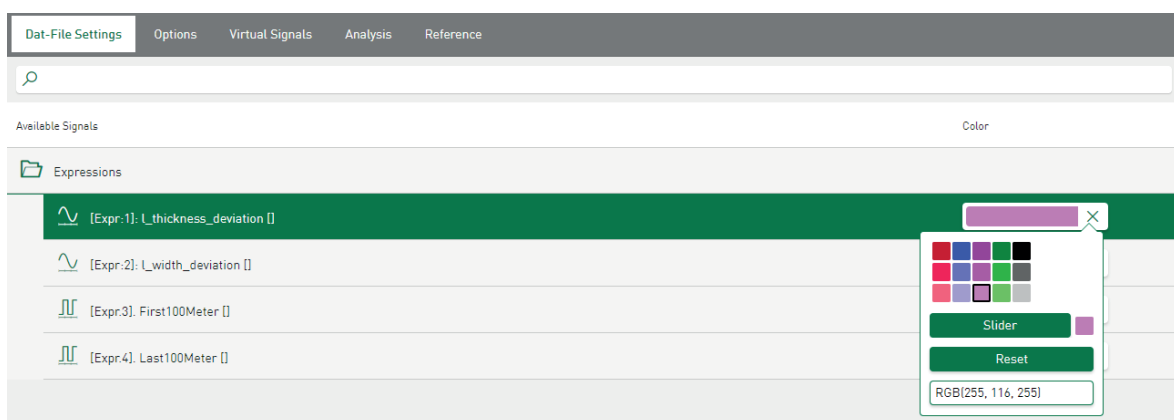 Dat-File Settings Options Virtual Signals Analysis Reference
Available Signals Color
Expressions
[Expr:1]: l_thickness_deviation []
[Expr:2]: l_width_deviation []
[Expr.3]. First100Meter []
[Expr.4]. Last100Meter []
Slider
Reset
RGB(255, 116, 255)